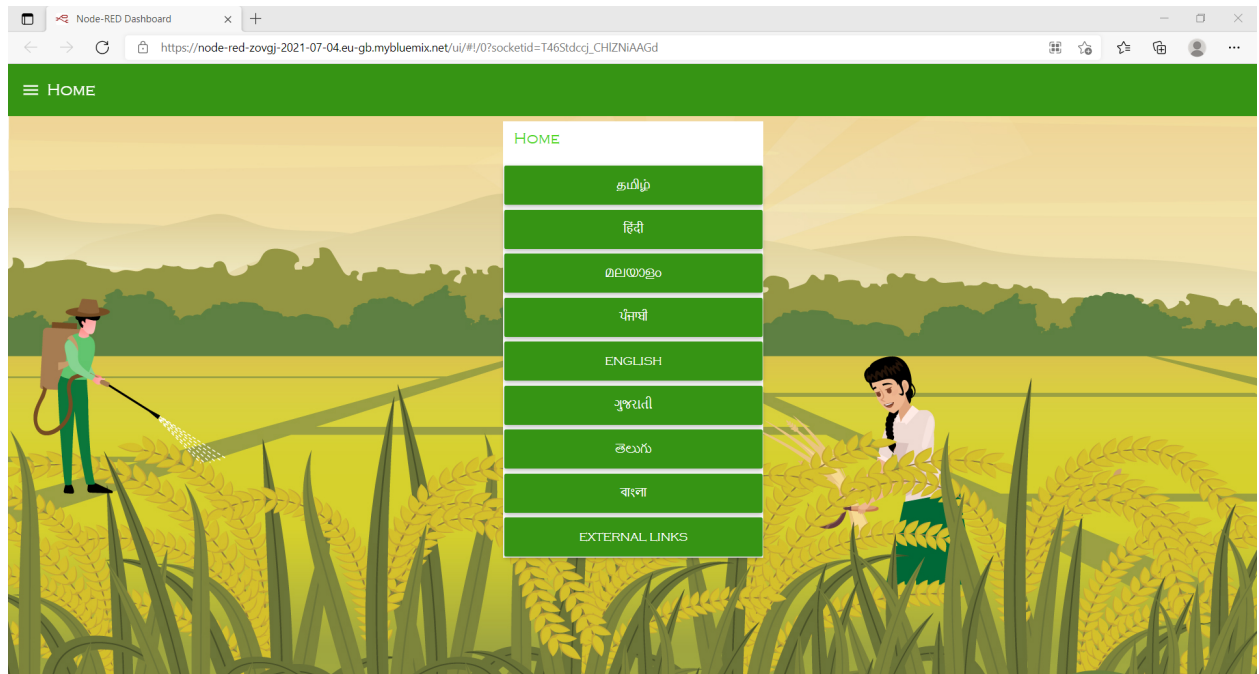 Node-RED Dashboard
https://node-red-zovgj-2021-07-04.eu-gb.mybluemix.net/ui/#!/0?socketid=T46Stdccj_CHIZNiAAGd
Home
Home
தமிழ்
हिंदी
മലയാളം
ਪੰਜਾਬੀ
ENGLISH
ગુજરાતી
తెలుగు
বাংলা
EXTERNAL LINKS